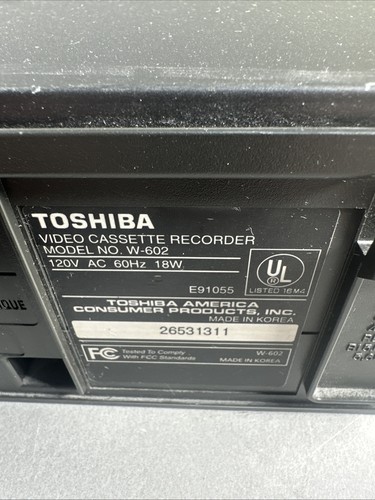 TOSHIBA
VIDEO CASSETTE RECORDER
MODEL NO. W-602
120V AC 60Hz 18W
E91055
UL
®
LISTED 16M4
TOSHIBA AMERICA
CONSUMER PRODUCTS, INC.
MADE IN KOREA
26531311
FC Tested To Comply
With FCC Standards
W-602
MADE IN KOREA
IQUE